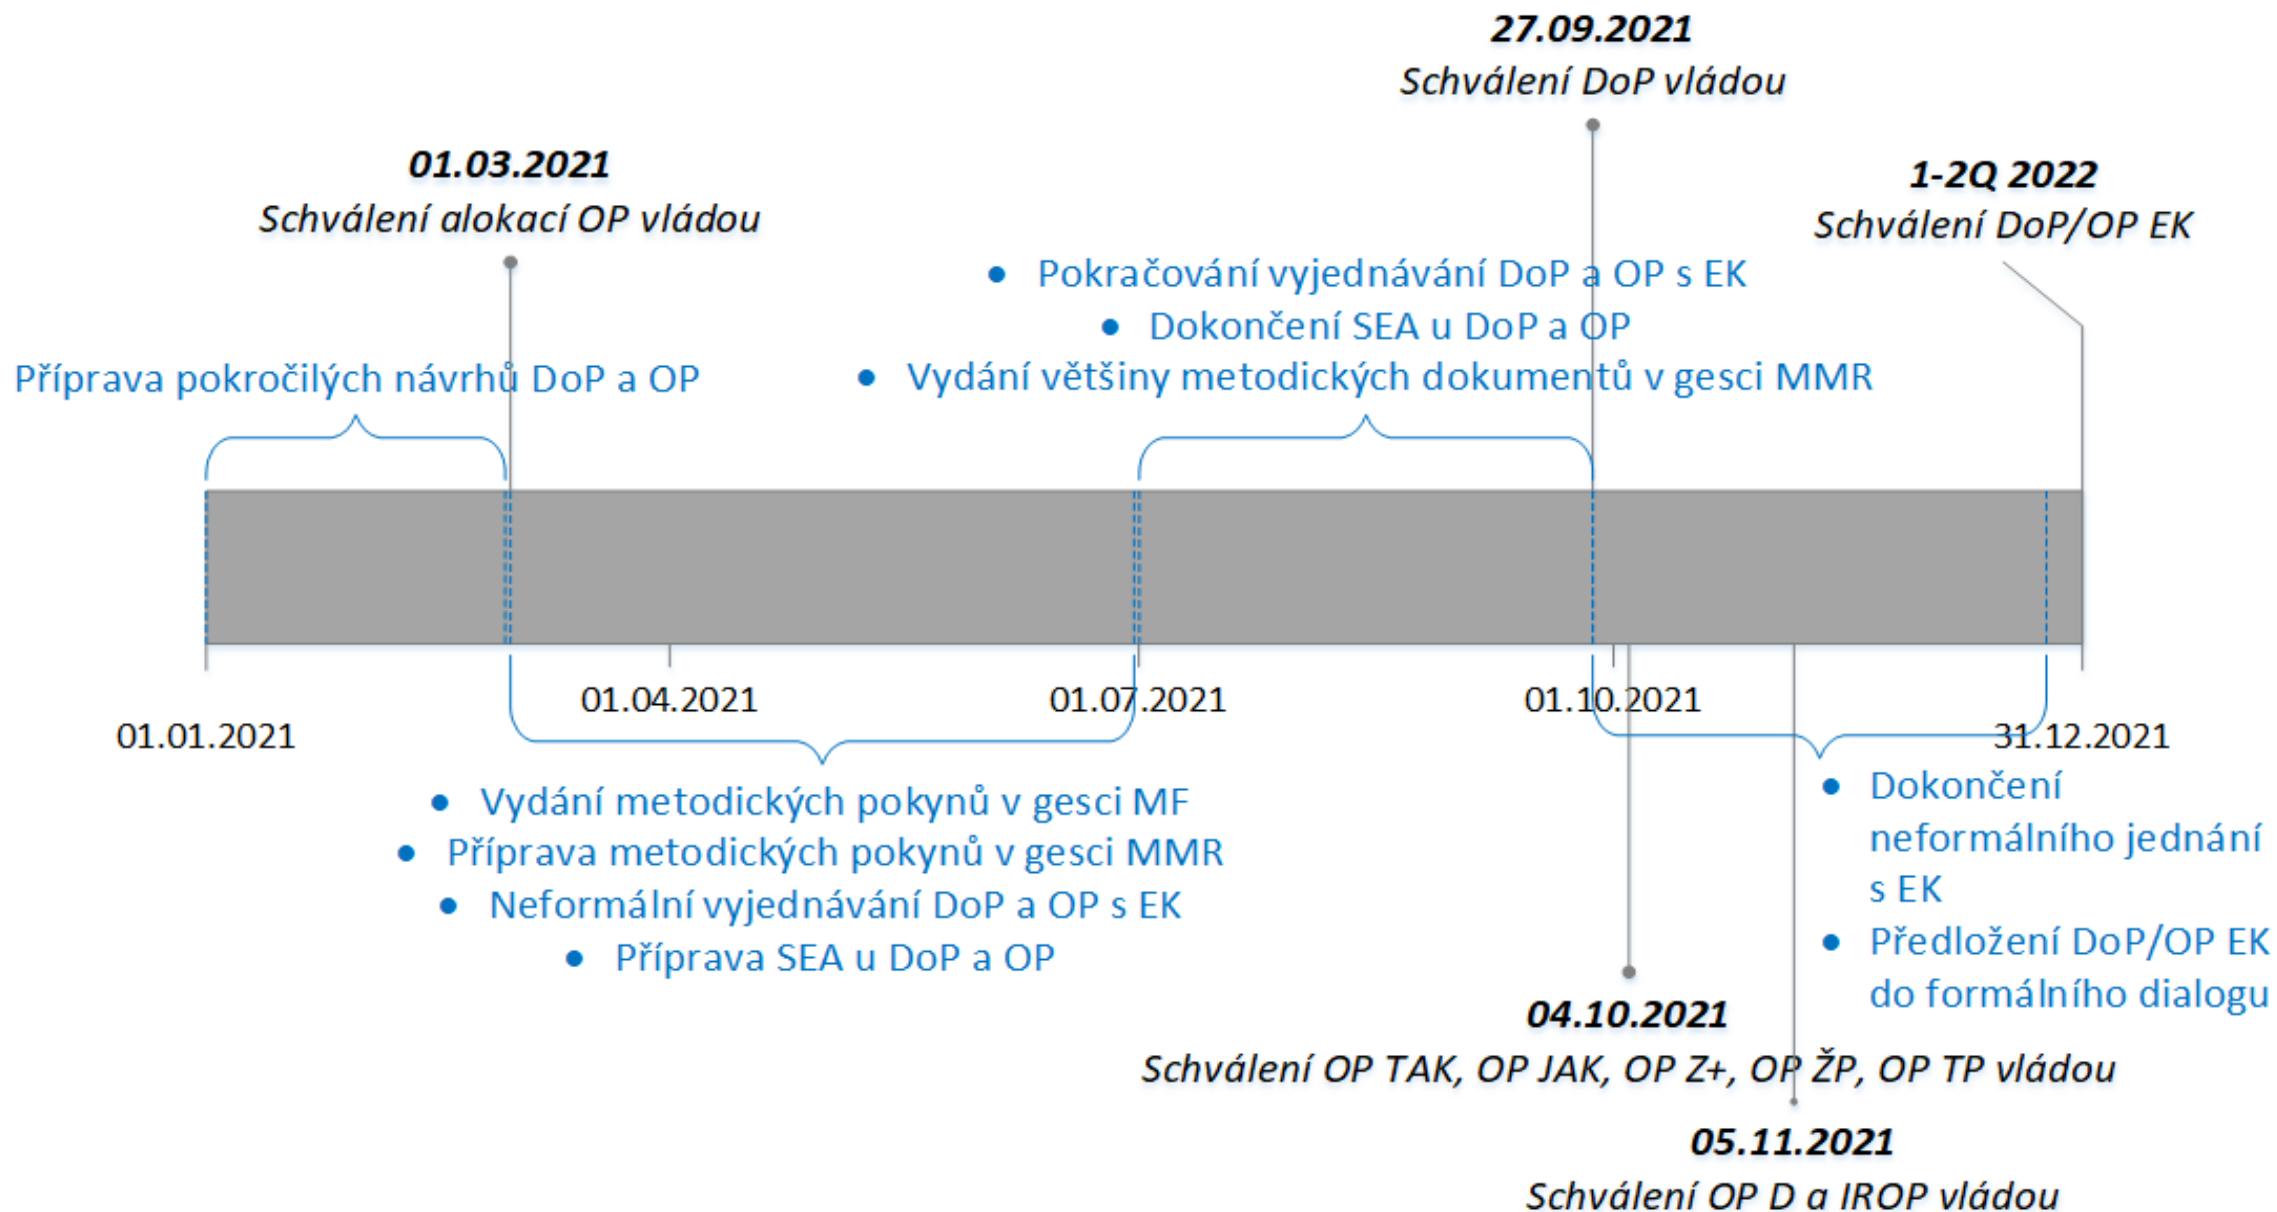 27.09.2021
Schválení DoP vládou
01.03.2021
Schválení alokací OP vládou
1-2Q 2022
Schválení DoP/OP EK
● Pokračování vyjednávání DoP a OP s EK
● Dokončení SEA u DoP a OP
● Vydání většiny metodických dokumentů v gesci MMR
Příprava pokročilých návrhů DoP a OP
01.01.2021
01.04.2021
01.07.2021
01.10.2021
31.12.2021
● Vydání metodických pokynů v gesci MF
● Příprava metodických pokynů v gesci MMR
● Neformální vyjednávání DoP a OP s EK
● Příprava SEA u DoP a OP
● Dokončení
neformálního jednání
s EK
● Předložení DoP/OP EK
do formálního dialogu
04.10.2021
Schválení OP TAK, OP JAK, OP Z+, OP ŽP, OP TP vládou
05.11.2021
Schválení OP D a IROP vládou